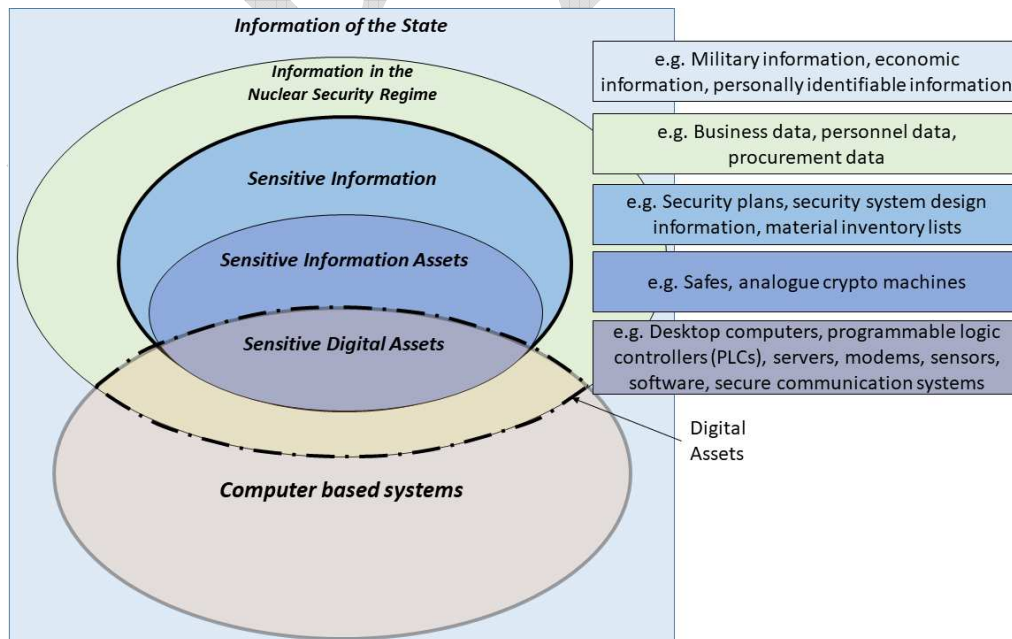 Information of the State
Information in the
Nuclear Security Regime
Sensitive Information
Sensitive Information Assets
Sensitive Digital Assets
Computer based systems
e.g. Military information, economic
information, personally identifiable information
e.g. Business data, personnel data,
procurement data
e.g. Security plans, security system design
information, material inventory lists
e.g. Safes, analogue crypto machines
e.g. Desktop computers, programmable logic
controllers (PLCs), servers, modems, sensors,
software, secure communication systems
Digital
Assets